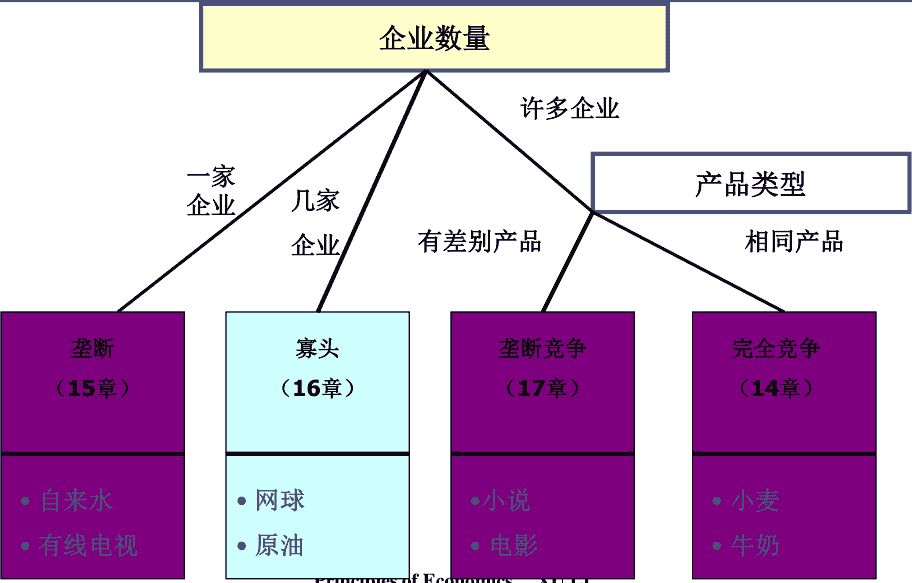 企业数量
许多企业
一家
企业
几家
企业
产品类型
有差别产品
相同产品
垄断
（15章）
寡头
（16章）
垄断竞争
（17章）
完全竞争
（14章）
• 自来水
• 有线电视
• 网球
• 原油
•小说
• 电影
• 小麦
• 牛奶
Principles of Economics